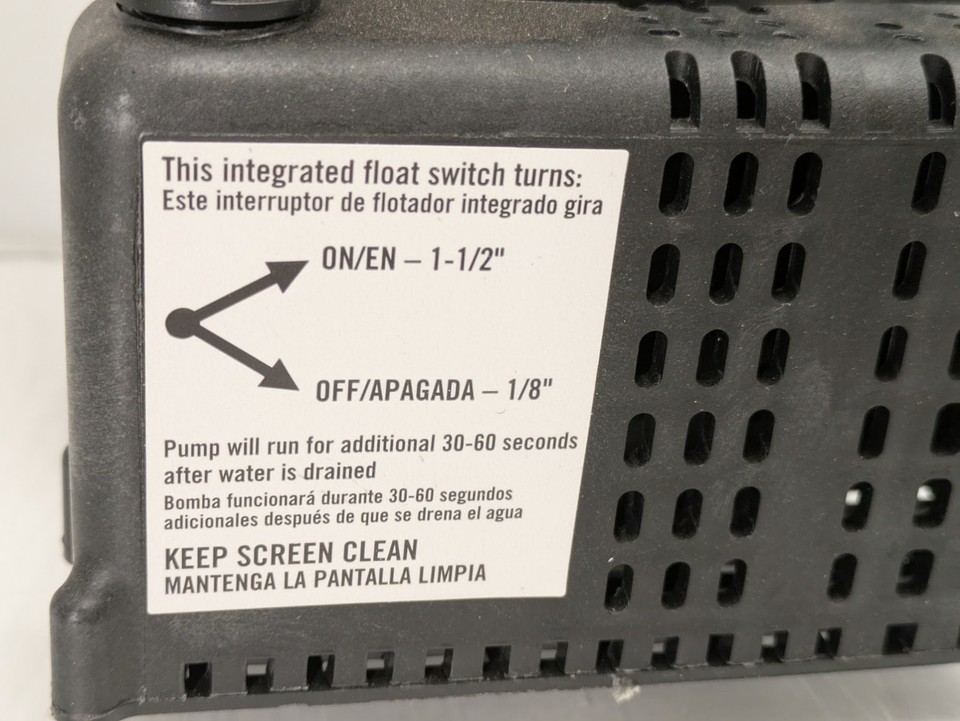 This integrated float switch turns:
Este interruptor de flotador integrado gira
ON/EN – 1-1/2"
OFF/APAGADA – 1/8"
Pump will run for additional 30-60 seconds
after water is drained
Bomba funcionará durante 30-60 segundos
adicionales después de que se drena el agua
KEEP SCREEN CLEAN
MANTENGA LA PANTALLA LIMPIA